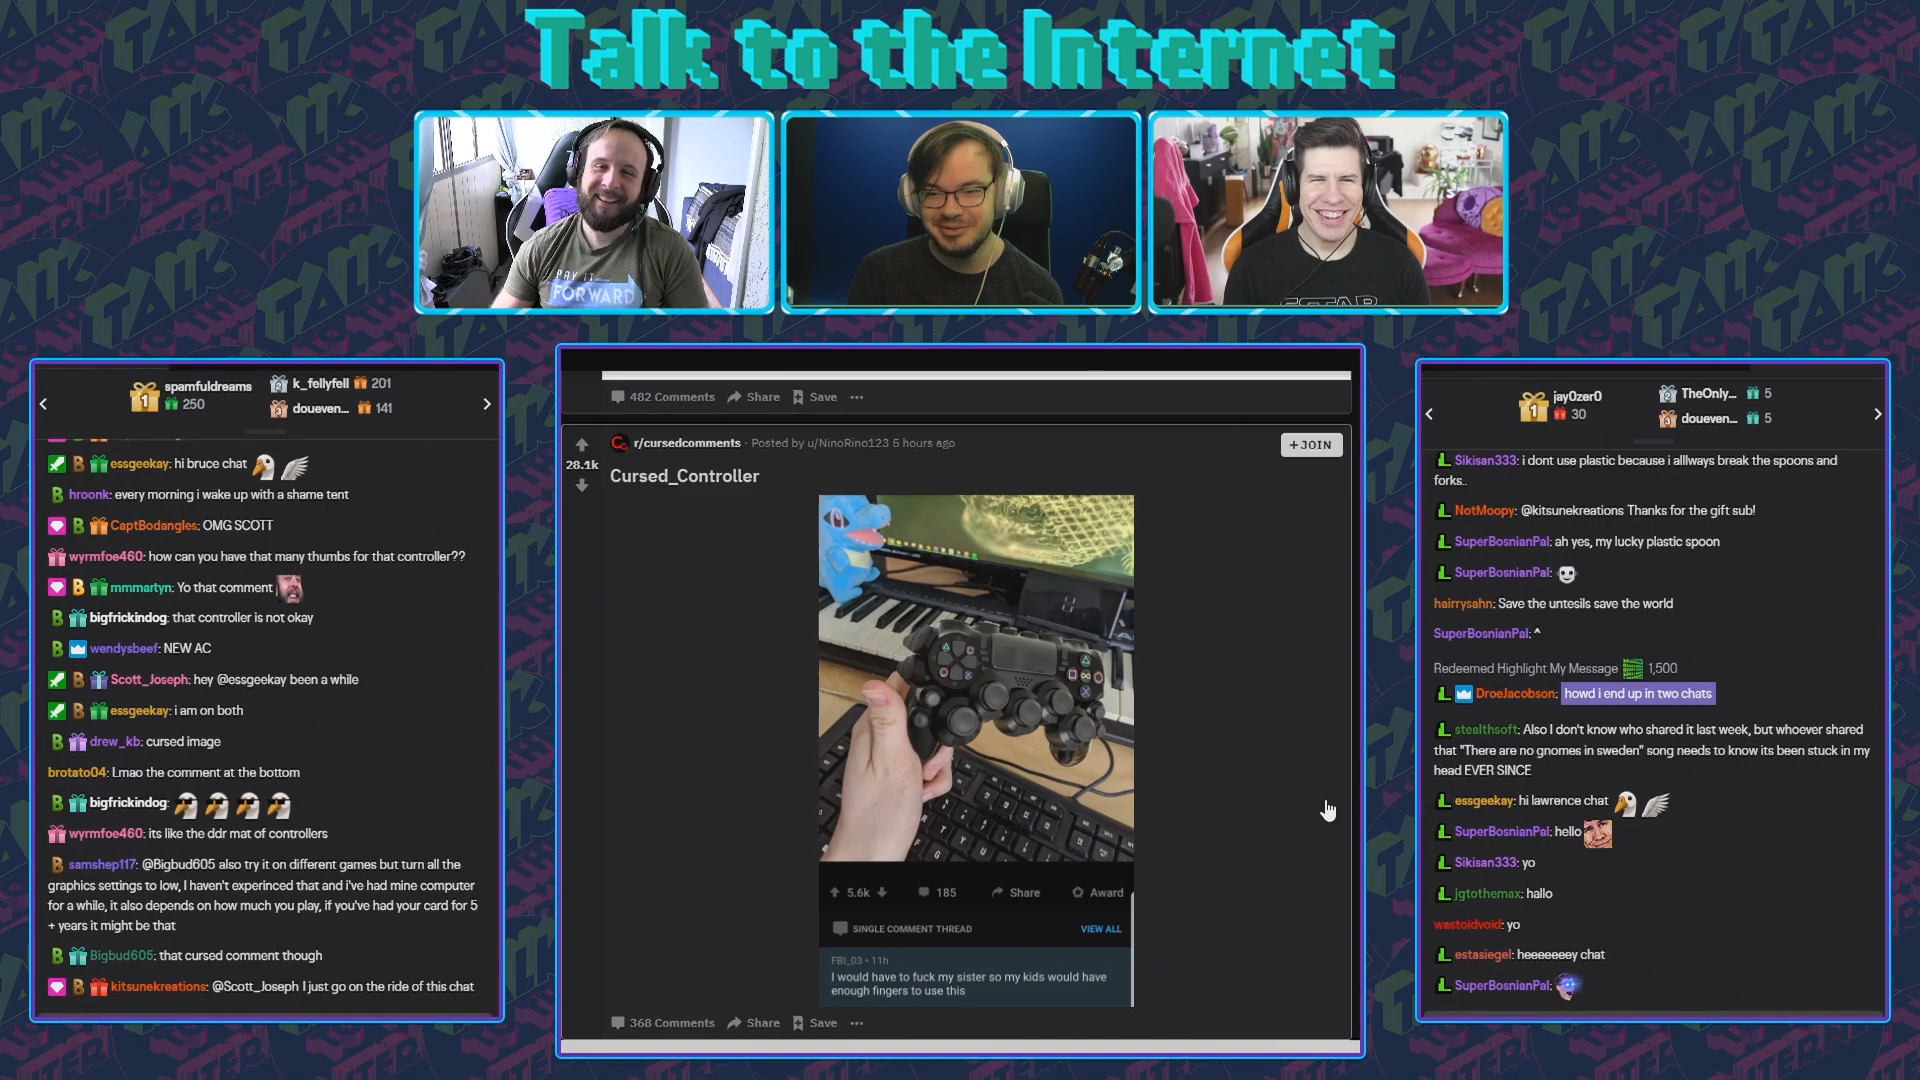 Talk to the Internet
PAY IT
FORWARD
spamfuldreams
250
k_fellyfell 201
doueven... 141
essgeekay: hi bruce chat
hroonk: every morning i wake up with a shame tent
CaptBodangles: OMG SCOTT
wyrmfoe460: how can you have that many thumbs for that controller??
mmmartyn: Yo that comment
bigfrickindog: that controller is not okay
wendysbeef: NEW AC
Scott_Joseph: hey @essgeekay been a while
essgeekay: i am on both
drew_kb: cursed image
brotato04: Lmao the comment at the bottom
bigfrickindog:
wyrmfoe460: its like the ddr mat of controllers
samshep117: @Bigbud605 also try it on different games but turn all the
graphics settings to low, I haven't experinced that and i've had mine computer
for a while, it also depends on how much you play, if you've had your card for 5
+ years it might be that
Bigbud605: that cursed comment though
kitsunekreations: @Scott_Joseph I just go on the ride of this chat
482 Comments Share Save ...
r/cursedcomments · Posted by u/NinoRino123 5 hours ago
+JOIN
28.1k
Cursed_Controller
5.6k 185 Share Award
SINGLE COMMENT THREAD VIEW ALL
FBI_03 • 11h
I would have to fuck my sister so my kids would have
enough fingers to use this
368 Comments Share Save ...
jay0zer0
30
TheOnly... 5
doueven... 5
Sikisan333: i dont use plastic because i alllways break the spoons and
forks..
NotMoopy: @kitsunekreations Thanks for the gift sub!
SuperBosnianPal: ah yes, my lucky plastic spoon
SuperBosnianPal:
hairrysahn: Save the untesils save the world
SuperBosnianPal: ^
Redeemed Highlight My Message 1,500
DroeJacobson: howd i end up in two chats
stealthsoft: Also I don't know who shared it last week, but whoever shared
that "There are no gnomes in sweden" song needs to know its been stuck in my
head EVER SINCE
essgeekay: hi lawrence chat
SuperBosnianPal: hello
Sikisan333: yo
jgtothemax: hallo
wastoidvoid: yo
estasiegel: heeeeeeey chat
SuperBosnianPal: